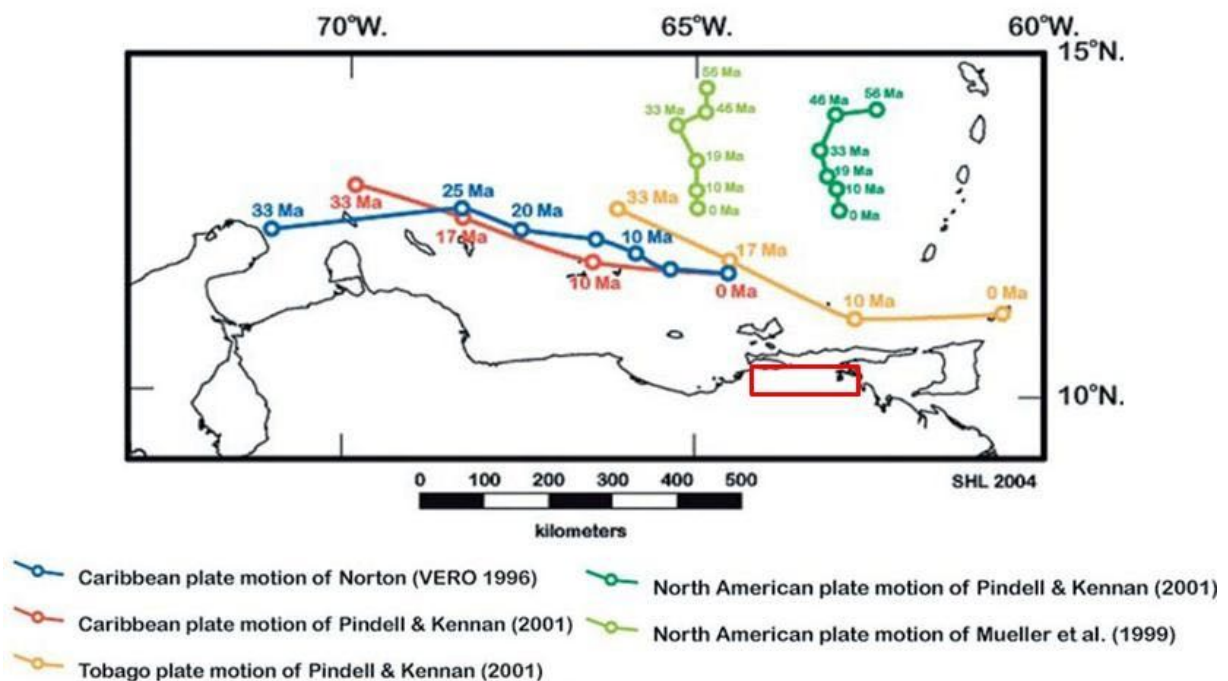 70°W. 65°W. 60°W.
15°N.
56 Ma
46 Ma 56 Ma
33 Ma 46 Ma
33 Ma
19 Ma
19 Ma
10 Ma 10 Ma
0 Ma 0 Ma
33 Ma 25 Ma 33 Ma
33 Ma 20 Ma
17 Ma 10 Ma 17 Ma
10 Ma 0 Ma 10 Ma 0 Ma
10°N.
0 100 200 300 400 500
kilometers
SHL 2004
Caribbean plate motion of Norton (VERO 1996)
Caribbean plate motion of Pindell & Kennan (2001)
Tobago plate motion of Pindell & Kennan (2001)
North American plate motion of Pindell & Kennan (2001)
North American plate motion of Mueller et al. (1999)